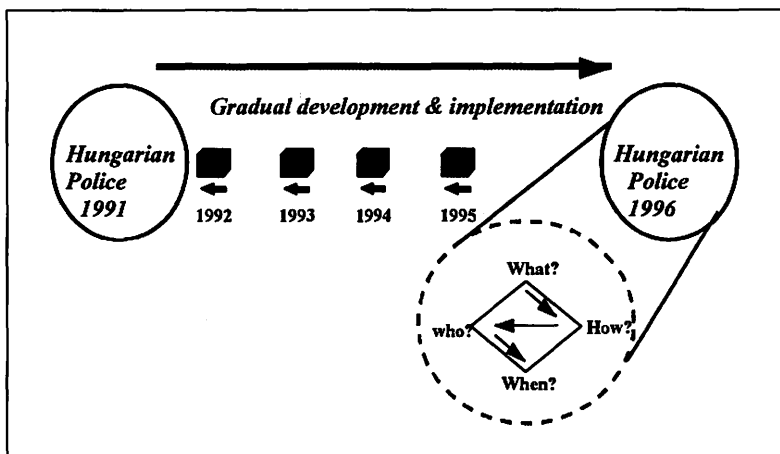 Gradual development & implementation
Hungarian
Police
1991
Hungarian
Police
1996
1992
1993
1994
1995
What?
who?
How?
When?